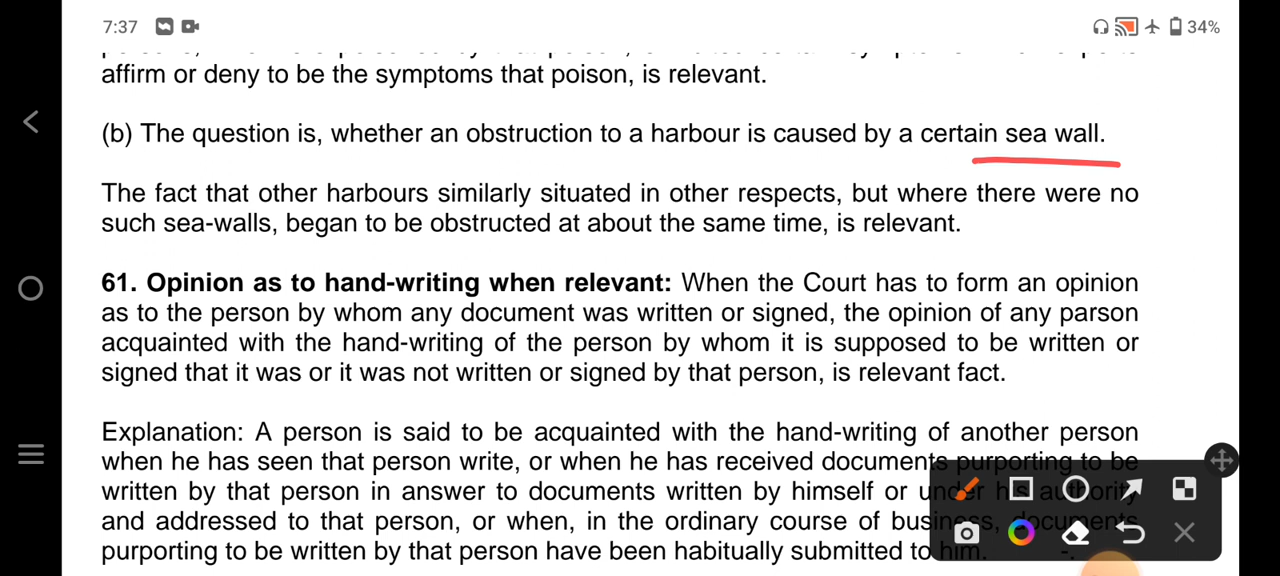 7:37
34%
affirm or deny to be the symptoms that poison, is relevant.
(b) The question is, whether an obstruction to a harbour is caused by a certain sea wall.
The fact that other harbours similarly situated in other respects, but where there were no
such sea-walls, began to be obstructed at about the same time, is relevant.
61. Opinion as to hand-writing when relevant: When the Court has to form an opinion
as to the person by whom any document was written or signed, the opinion of any parson
acquainted with the hand-writing of the person by whom it is supposed to be written or
signed that it was or it was not written or signed by that person, is relevant fact.
Explanation: A person is said to be acquainted with the hand-writing of another person
when he has seen that person write, or when he has received documents purporting to be
written by that person in answer to documents written by himself or under his authority
and addressed to that person, or when, in the ordinary course of business, documents
purporting to be written by that person have been habitually submitted to him.